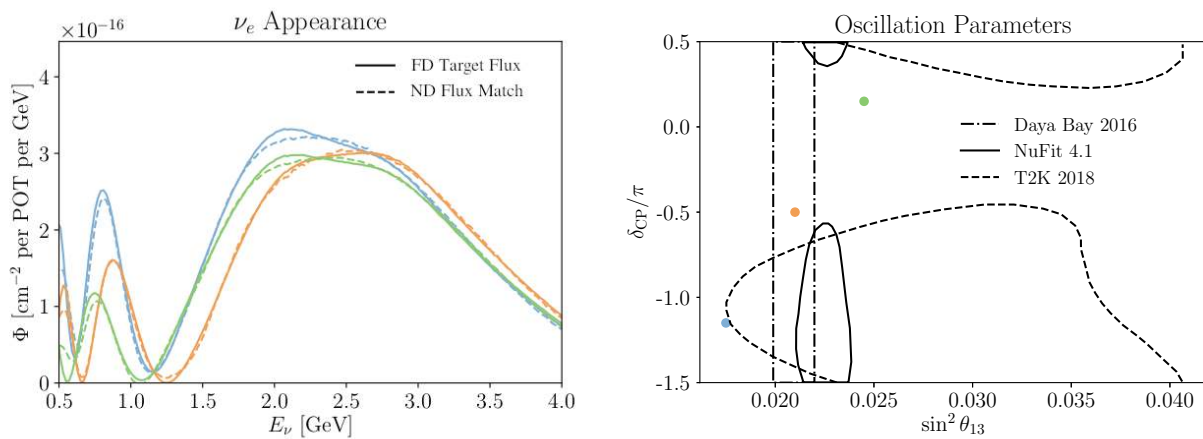 νₑ Appearance
×10⁻¹⁶
4
3
2
1
0
Φ [cm⁻² per POT per GeV]
FD Target Flux
ND Flux Match
0.5 1.0 1.5 2.0 2.5 3.0 3.5 4.0
E_ν [GeV]
Oscillation Parameters
0.5
0.0
-0.5
-1.0
-1.5
δ_CP/π
Daya Bay 2016
NuFit 4.1
T2K 2018
0.020 0.025 0.030 0.035 0.040
sin² θ₁₃